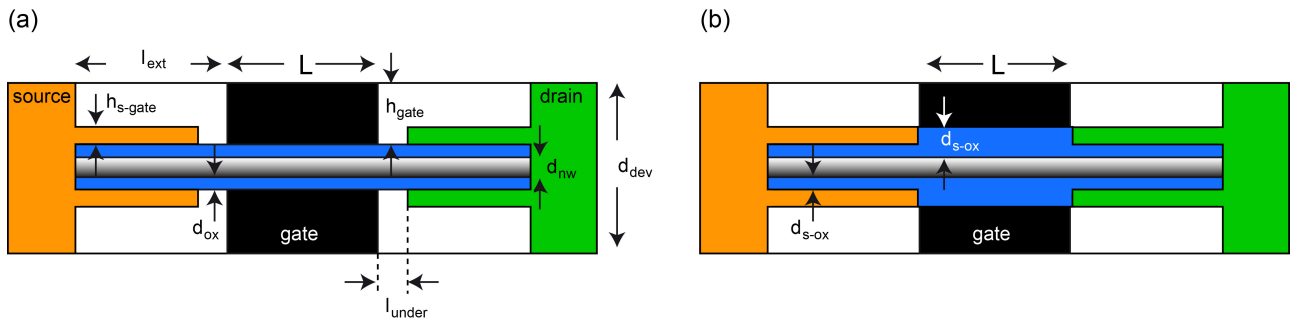 (a)
(b)
l_ext
L
L
source
h_s-gate
h_gate
drain
d_s-ox
d_nw
d_dev
d_ox
gate
d_s-ox
gate
l_under